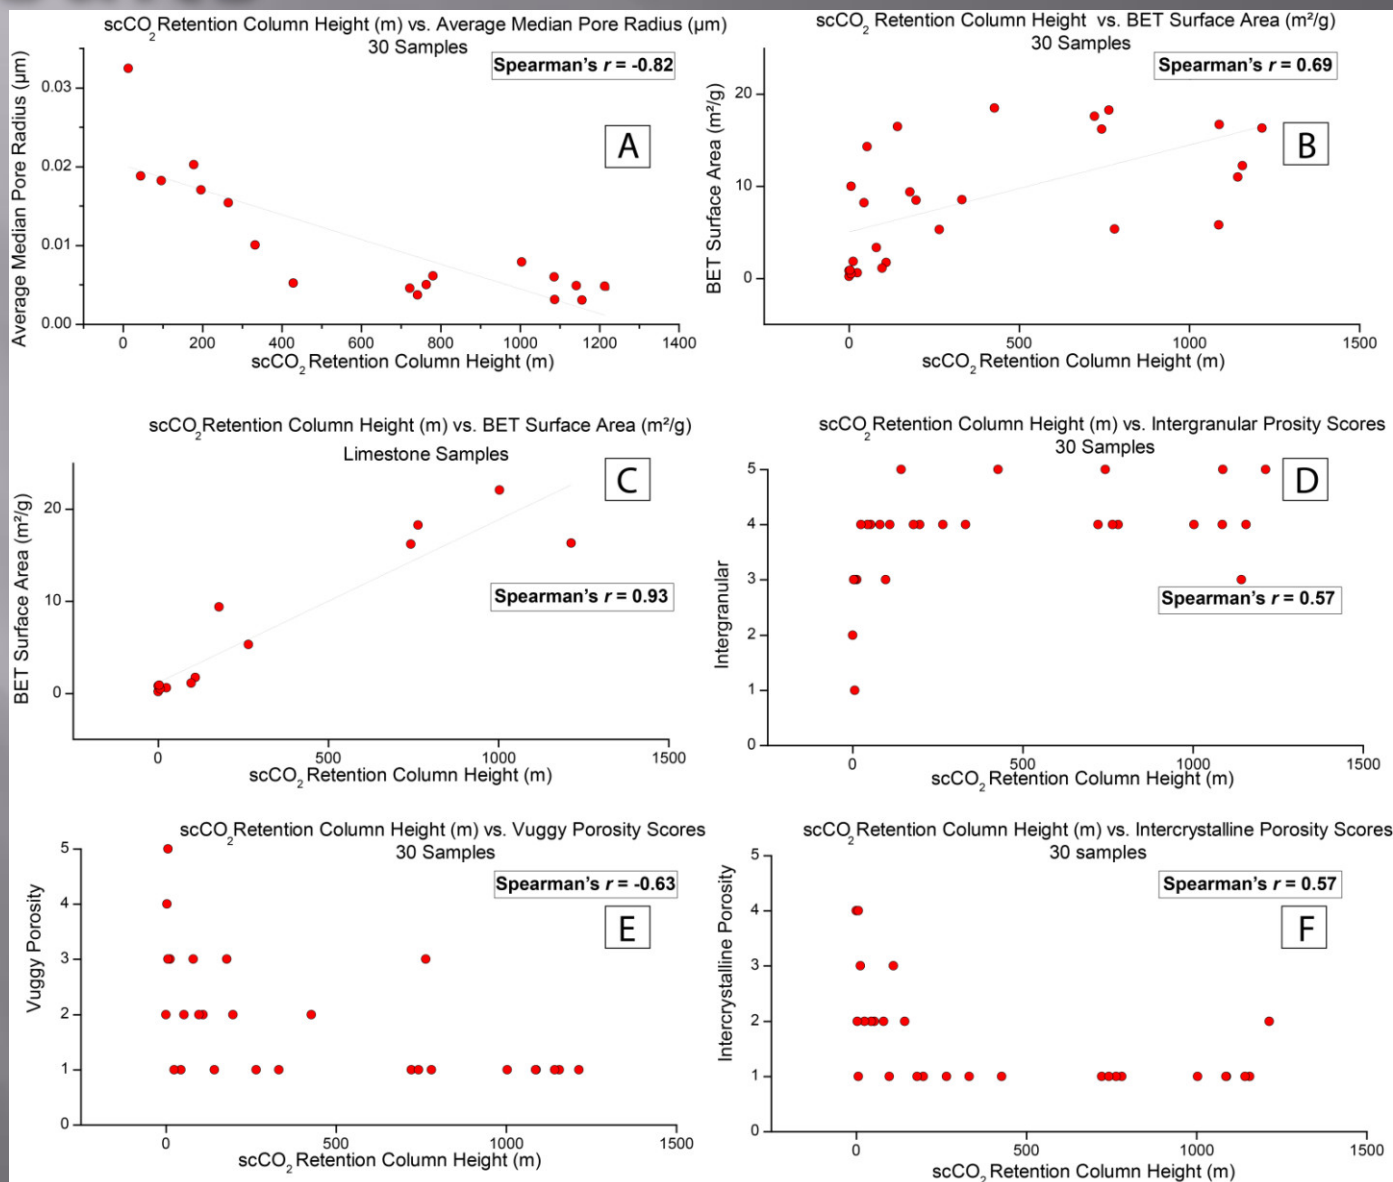 scCO2 Retention Column Height (m) vs. Average Median Pore Radius (µm)
30 Samples
Spearman's r = -0.82
A
Average Median Pore Radius (µm)
0.03
0.02
0.01
0.00
0 200 400 600 800 1000 1200 1400
scCO2 Retention Column Height (m)
scCO2 Retention Column Height vs. BET Surface Area (m²/g)
30 Samples
Spearman's r = 0.69
B
BET Surface Area (m²/g)
20
10
0
0 500 1000 1500
scCO2 Retention Column Height (m)
scCO2 Retention Column Height (m) vs. BET Surface Area (m²/g)
Limestone Samples
C
Spearman's r = 0.93
BET Surface Area (m²/g)
20
10
0
0 500 1000 1500
scCO2 Retention Column Height (m)
scCO2 Retention Column Height (m) vs. Intergranular Prosity Scores
30 Samples
D
Spearman's r = 0.57
Intergranular
5
4
3
2
1
0
0 500 1000 1500
scCO2 Retention Column Height (m)
scCO2 Retention Column Height (m) vs. Vuggy Porosity Scores
30 Samples
Spearman's r = -0.63
E
Vuggy Porosity
5
4
3
2
1
0
0 500 1000 1500
scCO2 Retention Column Height (m)
scCO2 Retention Column Height (m) vs. Intercrystalline Porosity Scores
30 samples
Spearman's r = 0.57
F
Intercrystalline Porosity
5
4
3
2
1
0
0 500 1000 1500
scCO2 Retention Column Height (m)